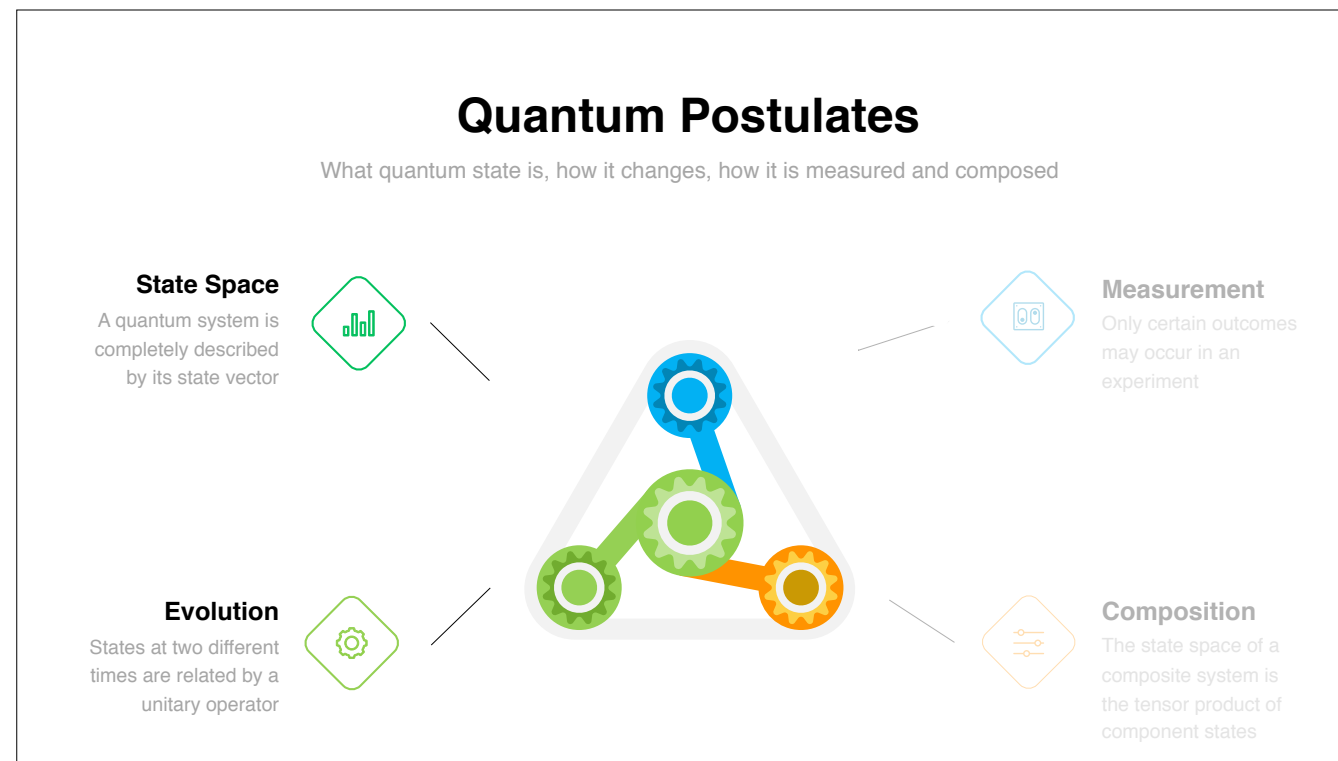 Quantum Postulates
What quantum state is, how it changes, how it is measured and composed
State Space
A quantum system is
completely described
by its state vector
Measurement
Only certain outcomes
may occur in an
experiment
Evolution
States at two different
times are related by a
unitary operator
Composition
The state space of a
composite system is
the tensor product of
component states